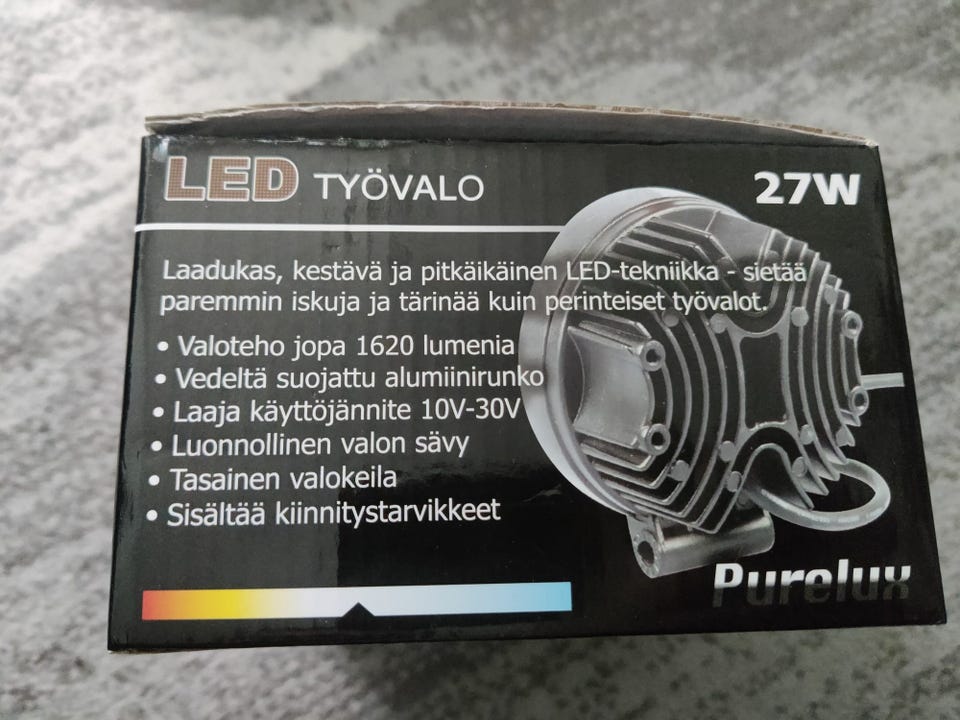 LED TYÖVALO 27W
Laadukas, kestävä ja pitkäikäinen LED-tekniikka - sietää
paremmin iskuja ja tärinää kuin perinteiset työvalot.
• Valoteho jopa 1620 lumenia
• Vedeltä suojattu alumiinirunko
• Laaja käyttöjännite 10V-30V
• Luonnollinen valon sävy
• Tasainen valokeila
• Sisältää kiinnitystarvikkeet
Purelux